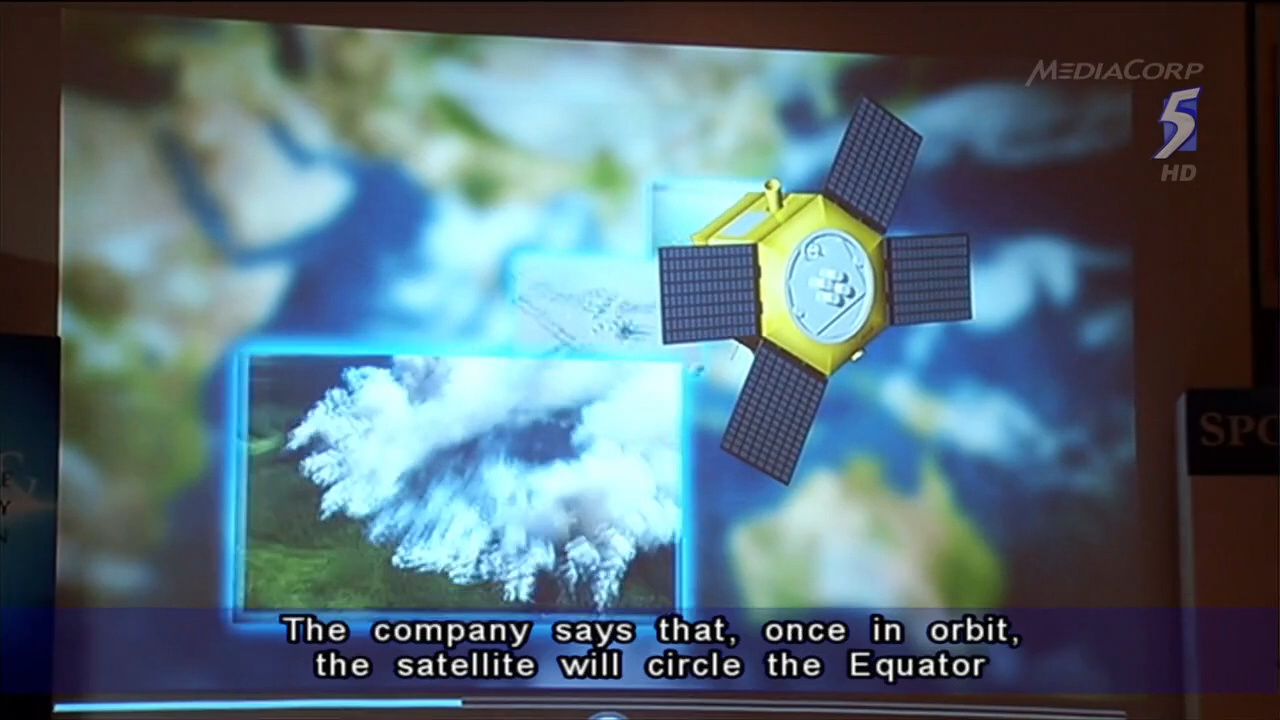 MEDIACORP
5
HD
SPO
The company says that, once in orbit,
the satellite will circle the Equator